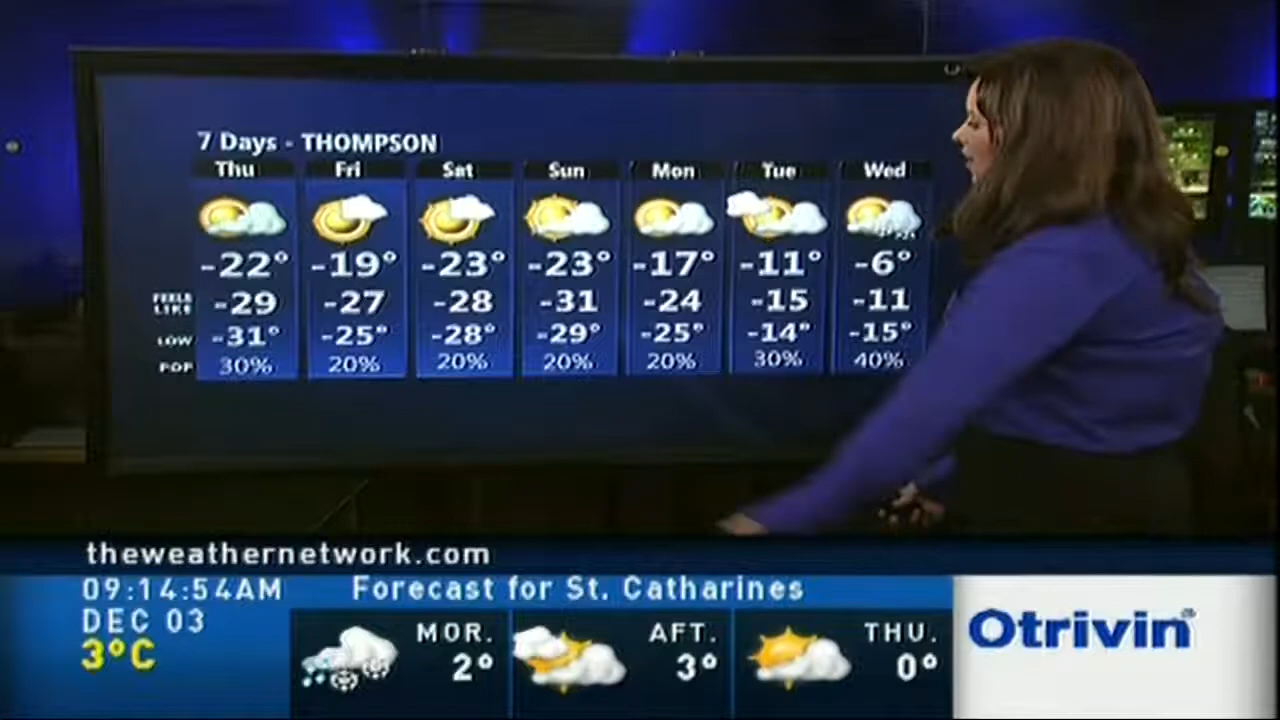 7 Days - THOMPSON
Thu Fri Sat Sun Mon Tue Wed
-22° -19° -23° -23° -17° -11° -6°
FEELS LIKE -29 -27 -28 -31 -24 -15 -11
LOW -31° -25° -28° -29° -25° -14° -15°
POP 30% 20% 20% 20% 20% 30% 40%
theweathernetwork.com
09:14:54AM Forecast for St. Catharines
DEC 03 MOR. AFT. THU.
3°C 2° 3° 0°
Otrivin®